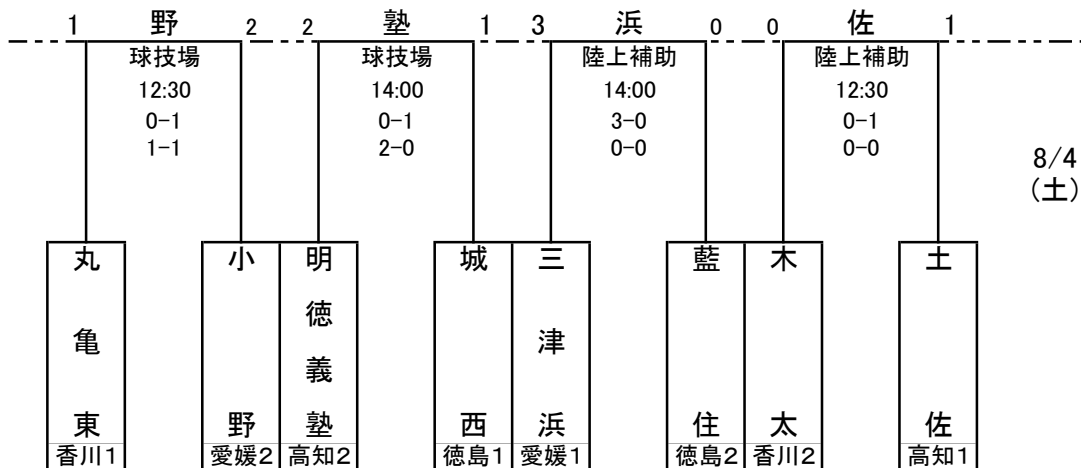 1 野 2 2 塾 1 3 浜 0 0 佐 1
球技場 球技場 陸上補助 陸上補助
12:30 14:00 14:00 12:30
0-1 0-1 3-0 0-1
1-1 2-0 0-0 0-0
8/4
(土)
丸亀東
香川1
小野
愛媛2
明徳義塾
高知2
城西
徳島1
三津浜
愛媛1
藍住
徳島2
木太
香川2
土佐
高知1